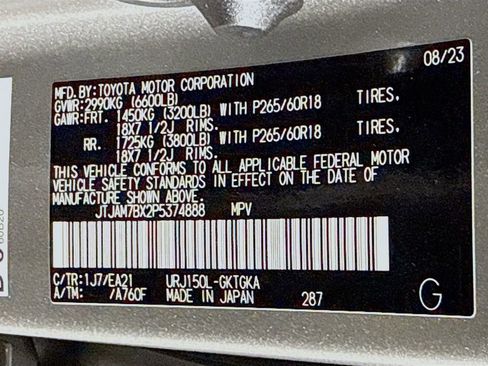 08/23
MFD. BY: TOYOTA MOTOR CORPORATION
GVWR: 2990KG (6600LB)
GAWR: FRT. 1450KG (3200LB) WITH P265/60R18 TIRES,
18X7 1/2J RIMS.
RR. 1725KG (3800LB) WITH P265/60R18 TIRES,
18X7 1/2J RIMS.
THIS VEHICLE CONFORMS TO ALL APPLICABLE FEDERAL MOTOR
VEHICLE SAFETY STANDARDS IN EFFECT ON THE DATE OF
MANUFACTURE SHOWN ABOVE.
JTJAM7BX2P5374888 MPV
C/TR: 1J7/EA21 URJ150L-GKTGKA
A/TM: /A760F MADE IN JAPAN 287 G